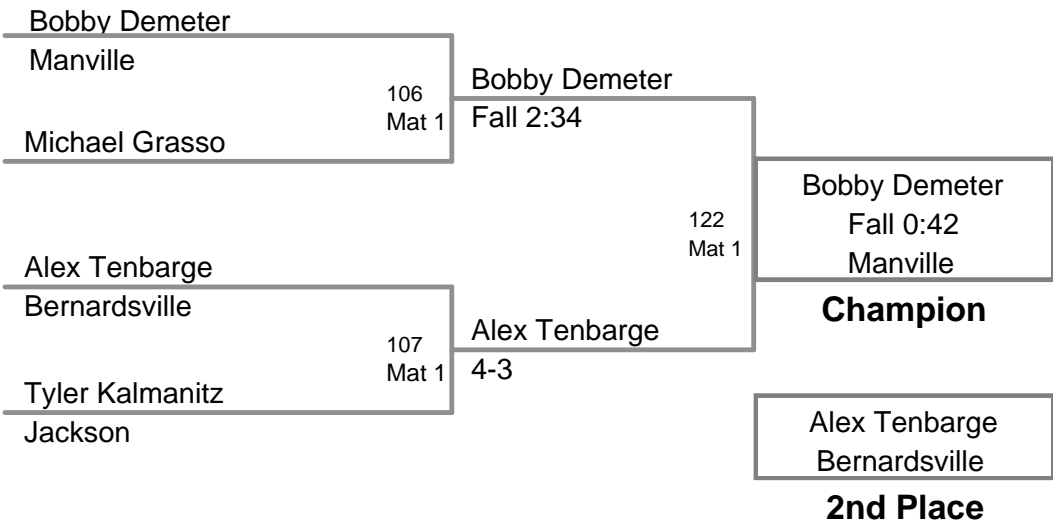 Bobby Demeter
Manville
106
Mat 1
Michael Grasso
Bobby Demeter
Fall 2:34
Alex Tenbarge
Bernardsville
107
Mat 1
Tyler Kalmanitz
Jackson
Alex Tenbarge
4-3
122
Mat 1
Bobby Demeter
Fall 0:42
Manville
Champion
Alex Tenbarge
Bernardsville
2nd Place